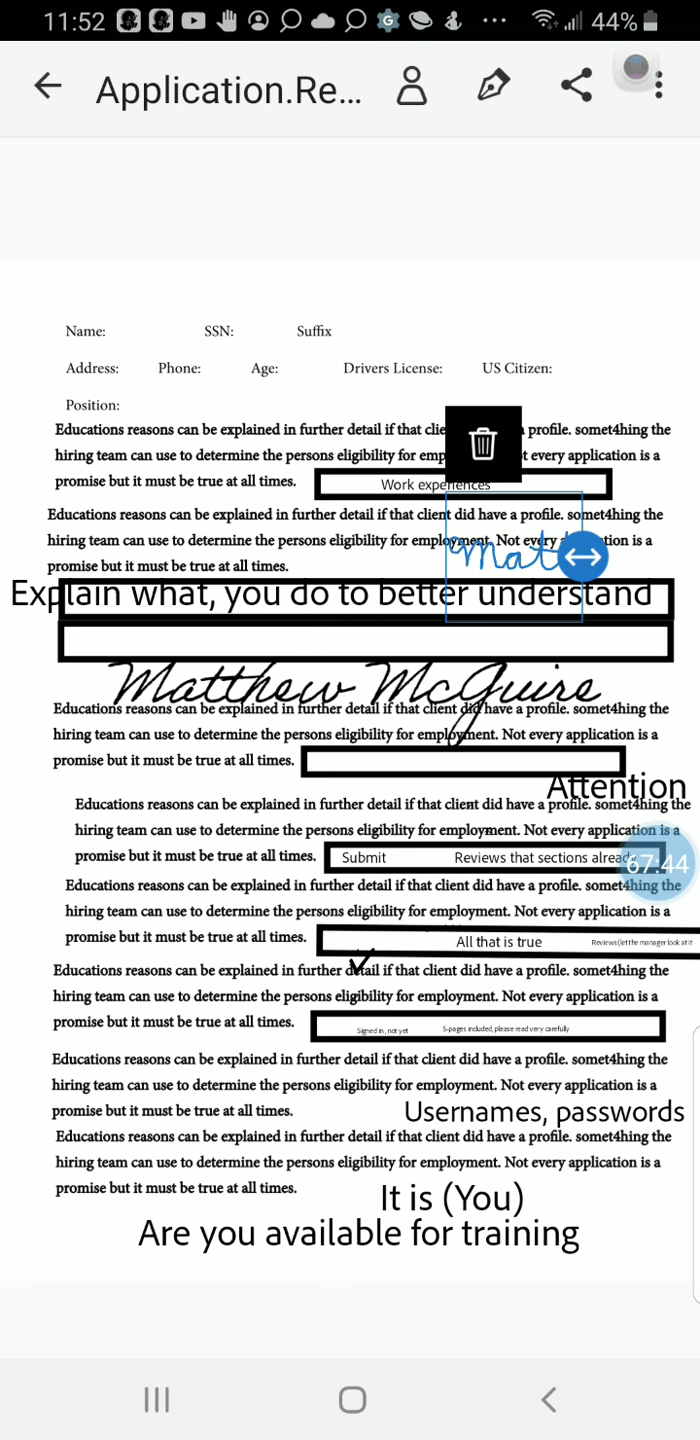 11:52 44%
Application.Re...
Name: SSN: Suffix
Address: Phone: Age: Drivers License: US Citizen:
Position:
Educations reasons can be explained in further detail if that clie profile. somet4hing the
hiring team can use to determine the persons eligibility for emp t every application is a
promise but it must be true at all times. Work experiences
Educations reasons can be explained in further detail if that client did have a profile. somet4hing the
hiring team can use to determine the persons eligibility for employment. Not every tion is a
Mat
promise but it must be true at all times.
Explain what, you do to better understand
Matthew McGuire
Educations reasons can be explained in further detail if that client did have a profile. somet4hing the
hiring team can use to determine the persons eligibility for employment. Not every application is a
promise but it must be true at all times.
Attention
Educations reasons can be explained in further detail if that client did have a profile. somet4hing the
hiring team can use to determine the persons eligibility for employment. Not every application is a
promise but it must be true at all times. Submit Reviews that sections alread
67:44
Educations reasons can be explained in further detail if that client did have a profile. somet4hing the
hiring team can use to determine the persons eligibility for employment. Not every application is a
promise but it must be true at all times. All that is true Reviews (let the manager look at it
Educations reasons can be explained in further detail if that client did have a profile. somet4hing the
hiring team can use to determine the persons eligibility for employment. Not every application is a
promise but it must be true at all times. Signed in, not yet 5-pages included, please read very carefully
Educations reasons can be explained in further detail if that client did have a profile. somet4hing the
hiring team can use to determine the persons eligibility for employment. Not every application is a
promise but it must be true at all times.
Usernames, passwords
Educations reasons can be explained in further detail if that client did have a profile. somet4hing the
hiring team can use to determine the persons eligibility for employment. Not every application is a
promise but it must be true at all times.
It is (You)
Are you available for training